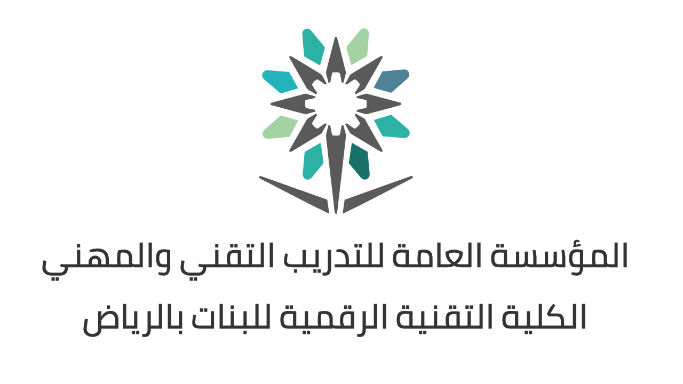 المؤسسة العامة للتدريب التقني والمهني
الكلية التقنية الرقمية للبنات بالرياض